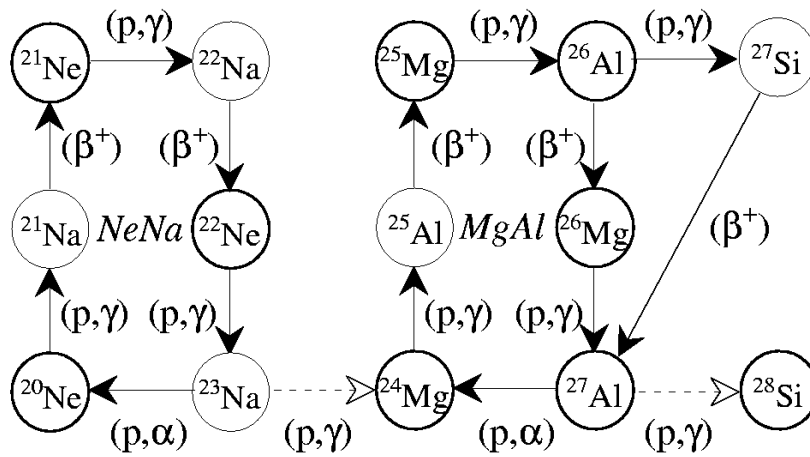 (p,γ) (p,γ) (p,γ)
²¹Ne ²²Na ²⁵Mg ²⁶Al ²⁷Si
(β⁺) (β⁺) (β⁺) (β⁺)
²¹Na NeNa ²²Ne ²⁵Al MgAl ²⁶Mg (β⁺)
(p,γ) (p,γ) (p,γ) (p,γ)
²⁰Ne ²³Na ²⁴Mg ²⁷Al ²⁸Si
(p,α) (p,γ) (p,α) (p,γ)